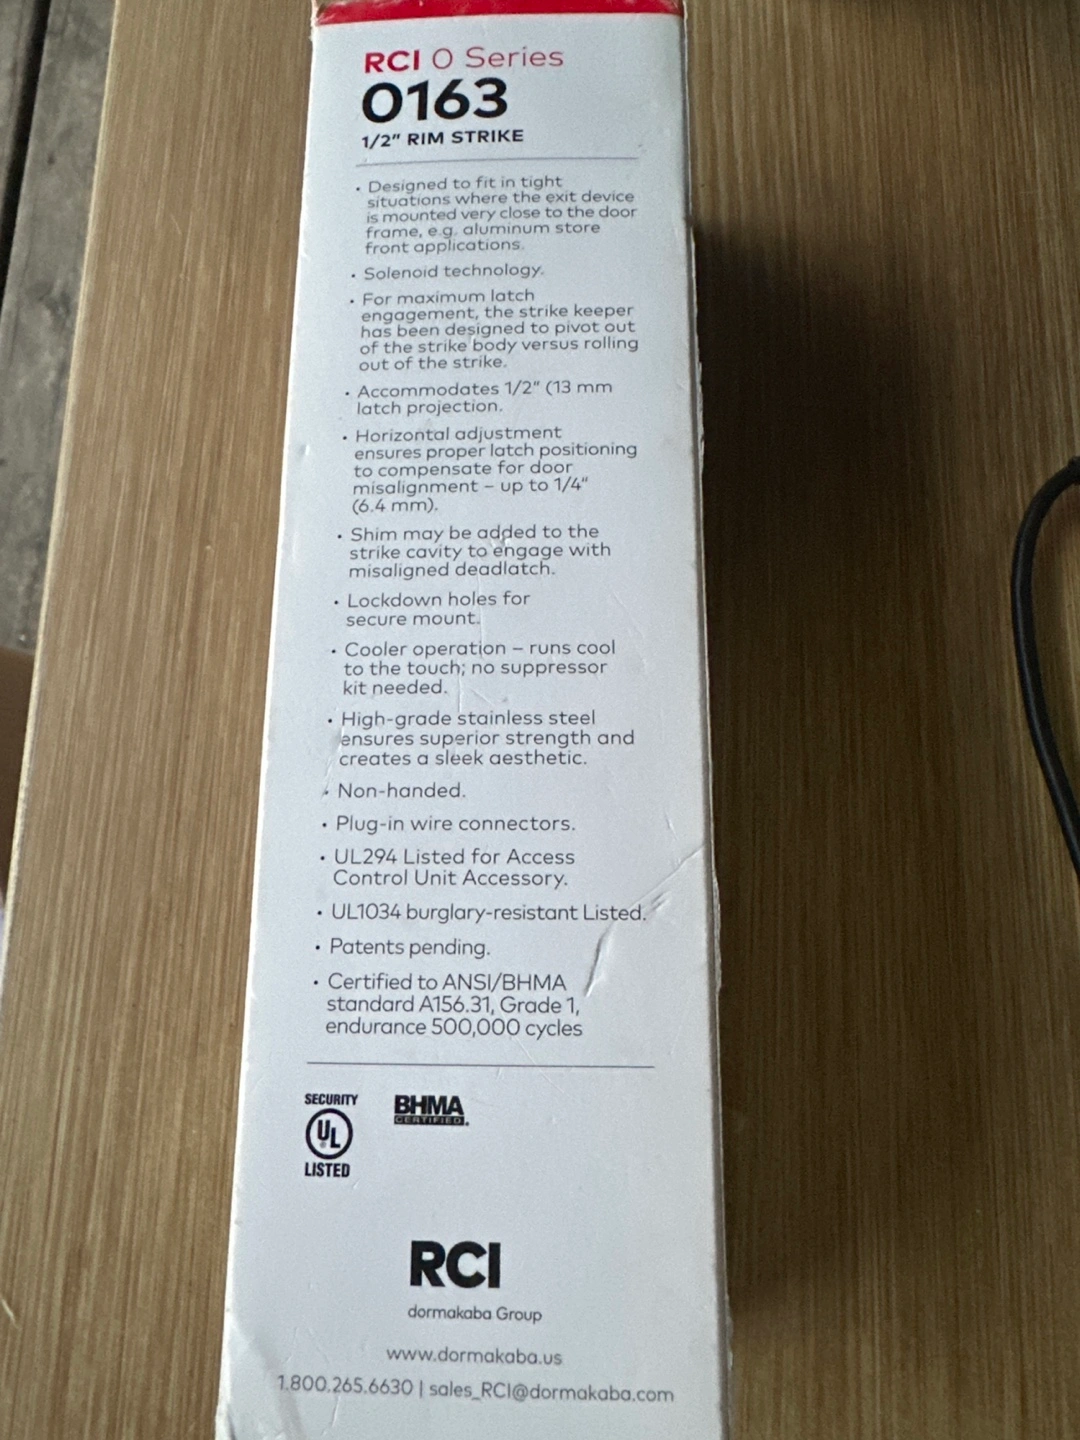 RCI O Series
0163
1/2" RIM STRIKE
• Designed to fit in tight
situations where the exit device
is mounted very close to the door
frame, e.g. aluminum store
front applications.
• Solenoid technology.
• For maximum latch
engagement, the strike keeper
has been designed to pivot out
of the strike body versus rolling
out of the strike.
• Accommodates 1/2" (13 mm
latch projection.
• Horizontal adjustment
ensures proper latch positioning
to compensate for door
misalignment – up to 1/4"
(6.4 mm).
• Shim may be added to the
strike cavity to engage with
misaligned deadlatch.
• Lockdown holes for
secure mount.
• Cooler operation – runs cool
to the touch; no suppressor
kit needed.
• High-grade stainless steel
ensures superior strength and
creates a sleek aesthetic.
• Non-handed.
• Plug-in wire connectors.
• UL294 Listed for Access
Control Unit Accessory.
• UL1034 burglary-resistant Listed.
• Patents pending.
• Certified to ANSI/BHMA
standard A156.31, Grade 1,
endurance 500,000 cycles
SECURITY
UL
LISTED
BHMA
CERTIFIED.
RCI
dormakaba Group
www.dormakaba.us
1.800.265.6630 | sales_RCI@dormakaba.com